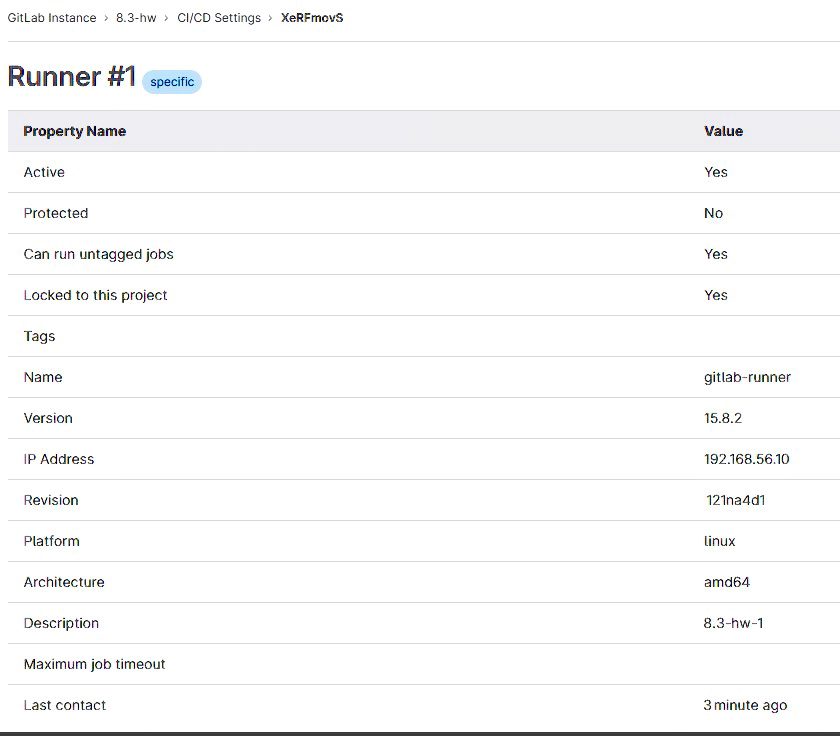 GitLab Instance > 8.3-hw > CI/CD Settings > XeRFmovS
Runner #1 specific
Property Name Value
Active Yes
Protected No
Can run untagged jobs Yes
Locked to this project Yes
Tags
Name gitlab-runner
Version 15.8.2
IP Address 192.168.56.10
Revision 121na4d1
Platform linux
Architecture amd64
Description 8.3-hw-1
Maximum job timeout
Last contact 3 minute ago